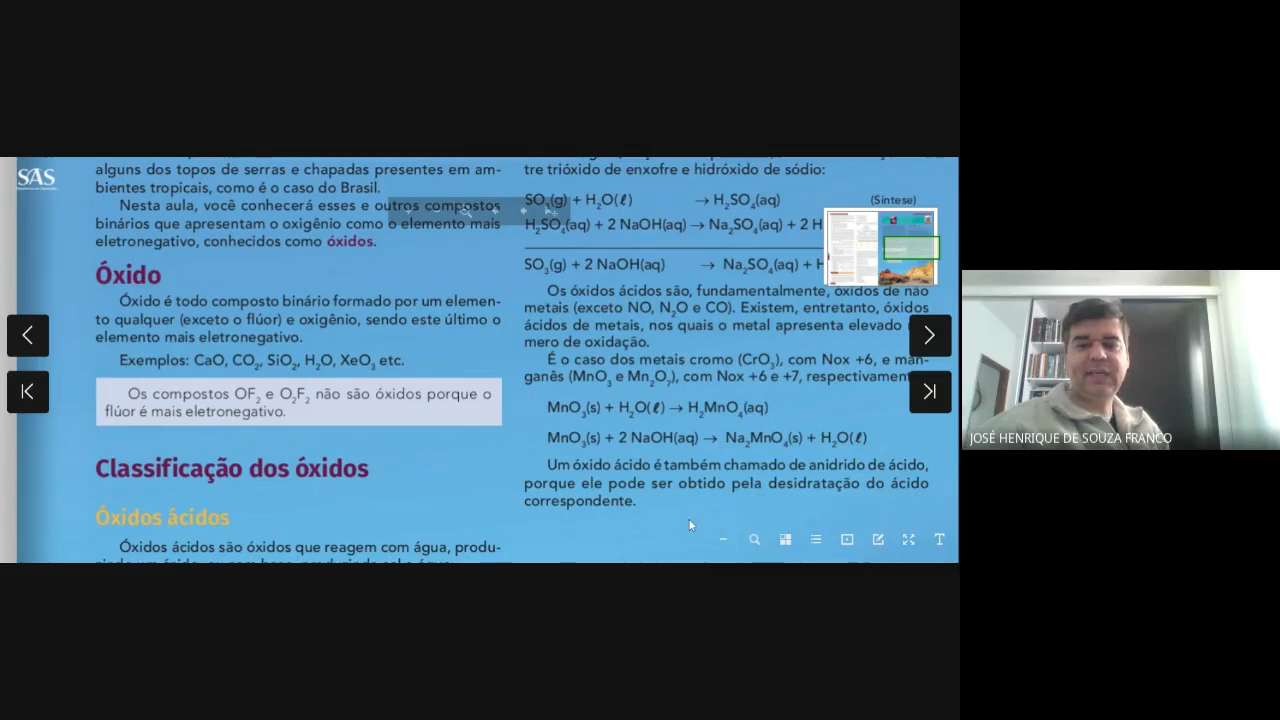 SAS
alguns dos topos de serras e chapadas presentes em am-
bientes tropicais, como é o caso do Brasil.
Nesta aula, você conhecerá esses e outros compostos
binários que apresentam o oxigênio como o elemento mais
eletronegativo, conhecidos como óxidos.
Óxido
Óxido é todo composto binário formado por um elemen-
to qualquer (exceto o flúor) e oxigênio, sendo este último o
elemento mais eletronegativo.
Exemplos: CaO, CO₂, SiO₂, H₂O, XeO₃ etc.
Os compostos OF₂ e O₂F₂ não são óxidos porque o
flúor é mais eletronegativo.
Classificação dos óxidos
Óxidos ácidos
Óxidos ácidos são óxidos que reagem com água, produ-
tre trióxido de enxofre e hidróxido de sódio:
SO₃(g) + H₂O(ℓ) → H₂SO₄(aq) (Síntese)
H₂SO₄(aq) + 2 NaOH(aq) → Na₂SO₄(aq) + 2 H
SO₃(g) + 2 NaOH(aq) → Na₂SO₄(aq) + H
Os óxidos ácidos são, fundamentalmente, óxidos de não
metais (exceto NO, N₂O e CO). Existem, entretanto, óxidos
ácidos de metais, nos quais o metal apresenta elevado
mero de oxidação.
É o caso dos metais cromo (CrO₃), com Nox +6, e man-
ganês (MnO₃ e Mn₂O₇), com Nox +6 e +7, respectivament
MnO₃(s) + H₂O(ℓ) → H₂MnO₄(aq)
MnO₃(s) + 2 NaOH(aq) → Na₂MnO₄(s) + H₂O(ℓ)
Um óxido ácido é também chamado de anidrido de ácido,
porque ele pode ser obtido pela desidratação do ácido
correspondente.
T
JOSÉ HENRIQUE DE SOUZA FRANCO